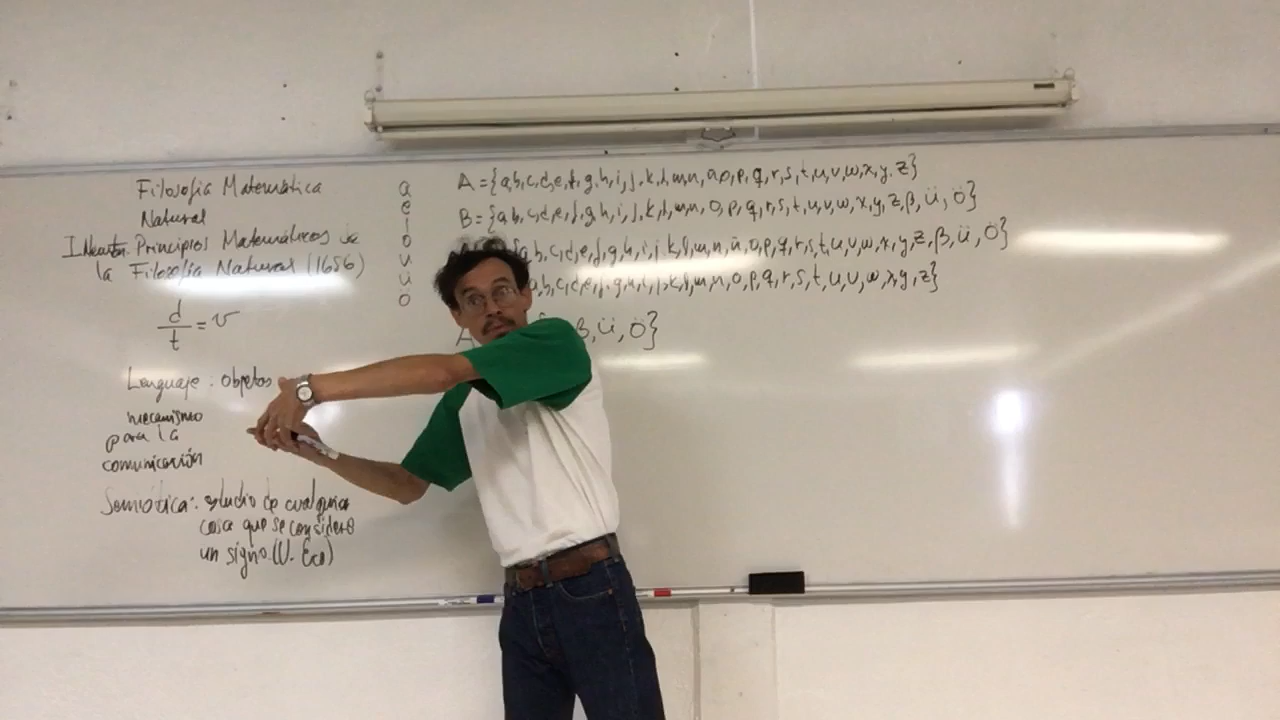 Filosofía Matemática
Natural
I. Newton. Principios Matemáticos de
la Filosofía Natural (1656)
d/t = v
Lenguaje: objetos
mecanismo
para la
comunicación
Semiótica: estudio de cualquier
cosa que se considere
un signo. (U. Eco)
a
e
i
o
u
ü
ö
A = {a,b,c,d,e,f,g,h,i,j,k,l,m,n,ñ,o,p,q,r,s,t,u,v,w,x,y,z}
B = {a,b,c,d,e,f,g,h,i,j,k,l,m,n,o,p,q,r,s,t,u,v,w,x,y,z,β,ü,ö}
{a,b,c,d,e,f,g,h,i,j,k,l,m,n,ñ,o,p,q,r,s,t,u,v,w,x,y,z,β,ü,ö}
a,b,c,d,e,f,g,h,i,j,k,l,m,n,o,p,q,r,s,t,u,v,w,x,y,z}
A β,ü,ö}